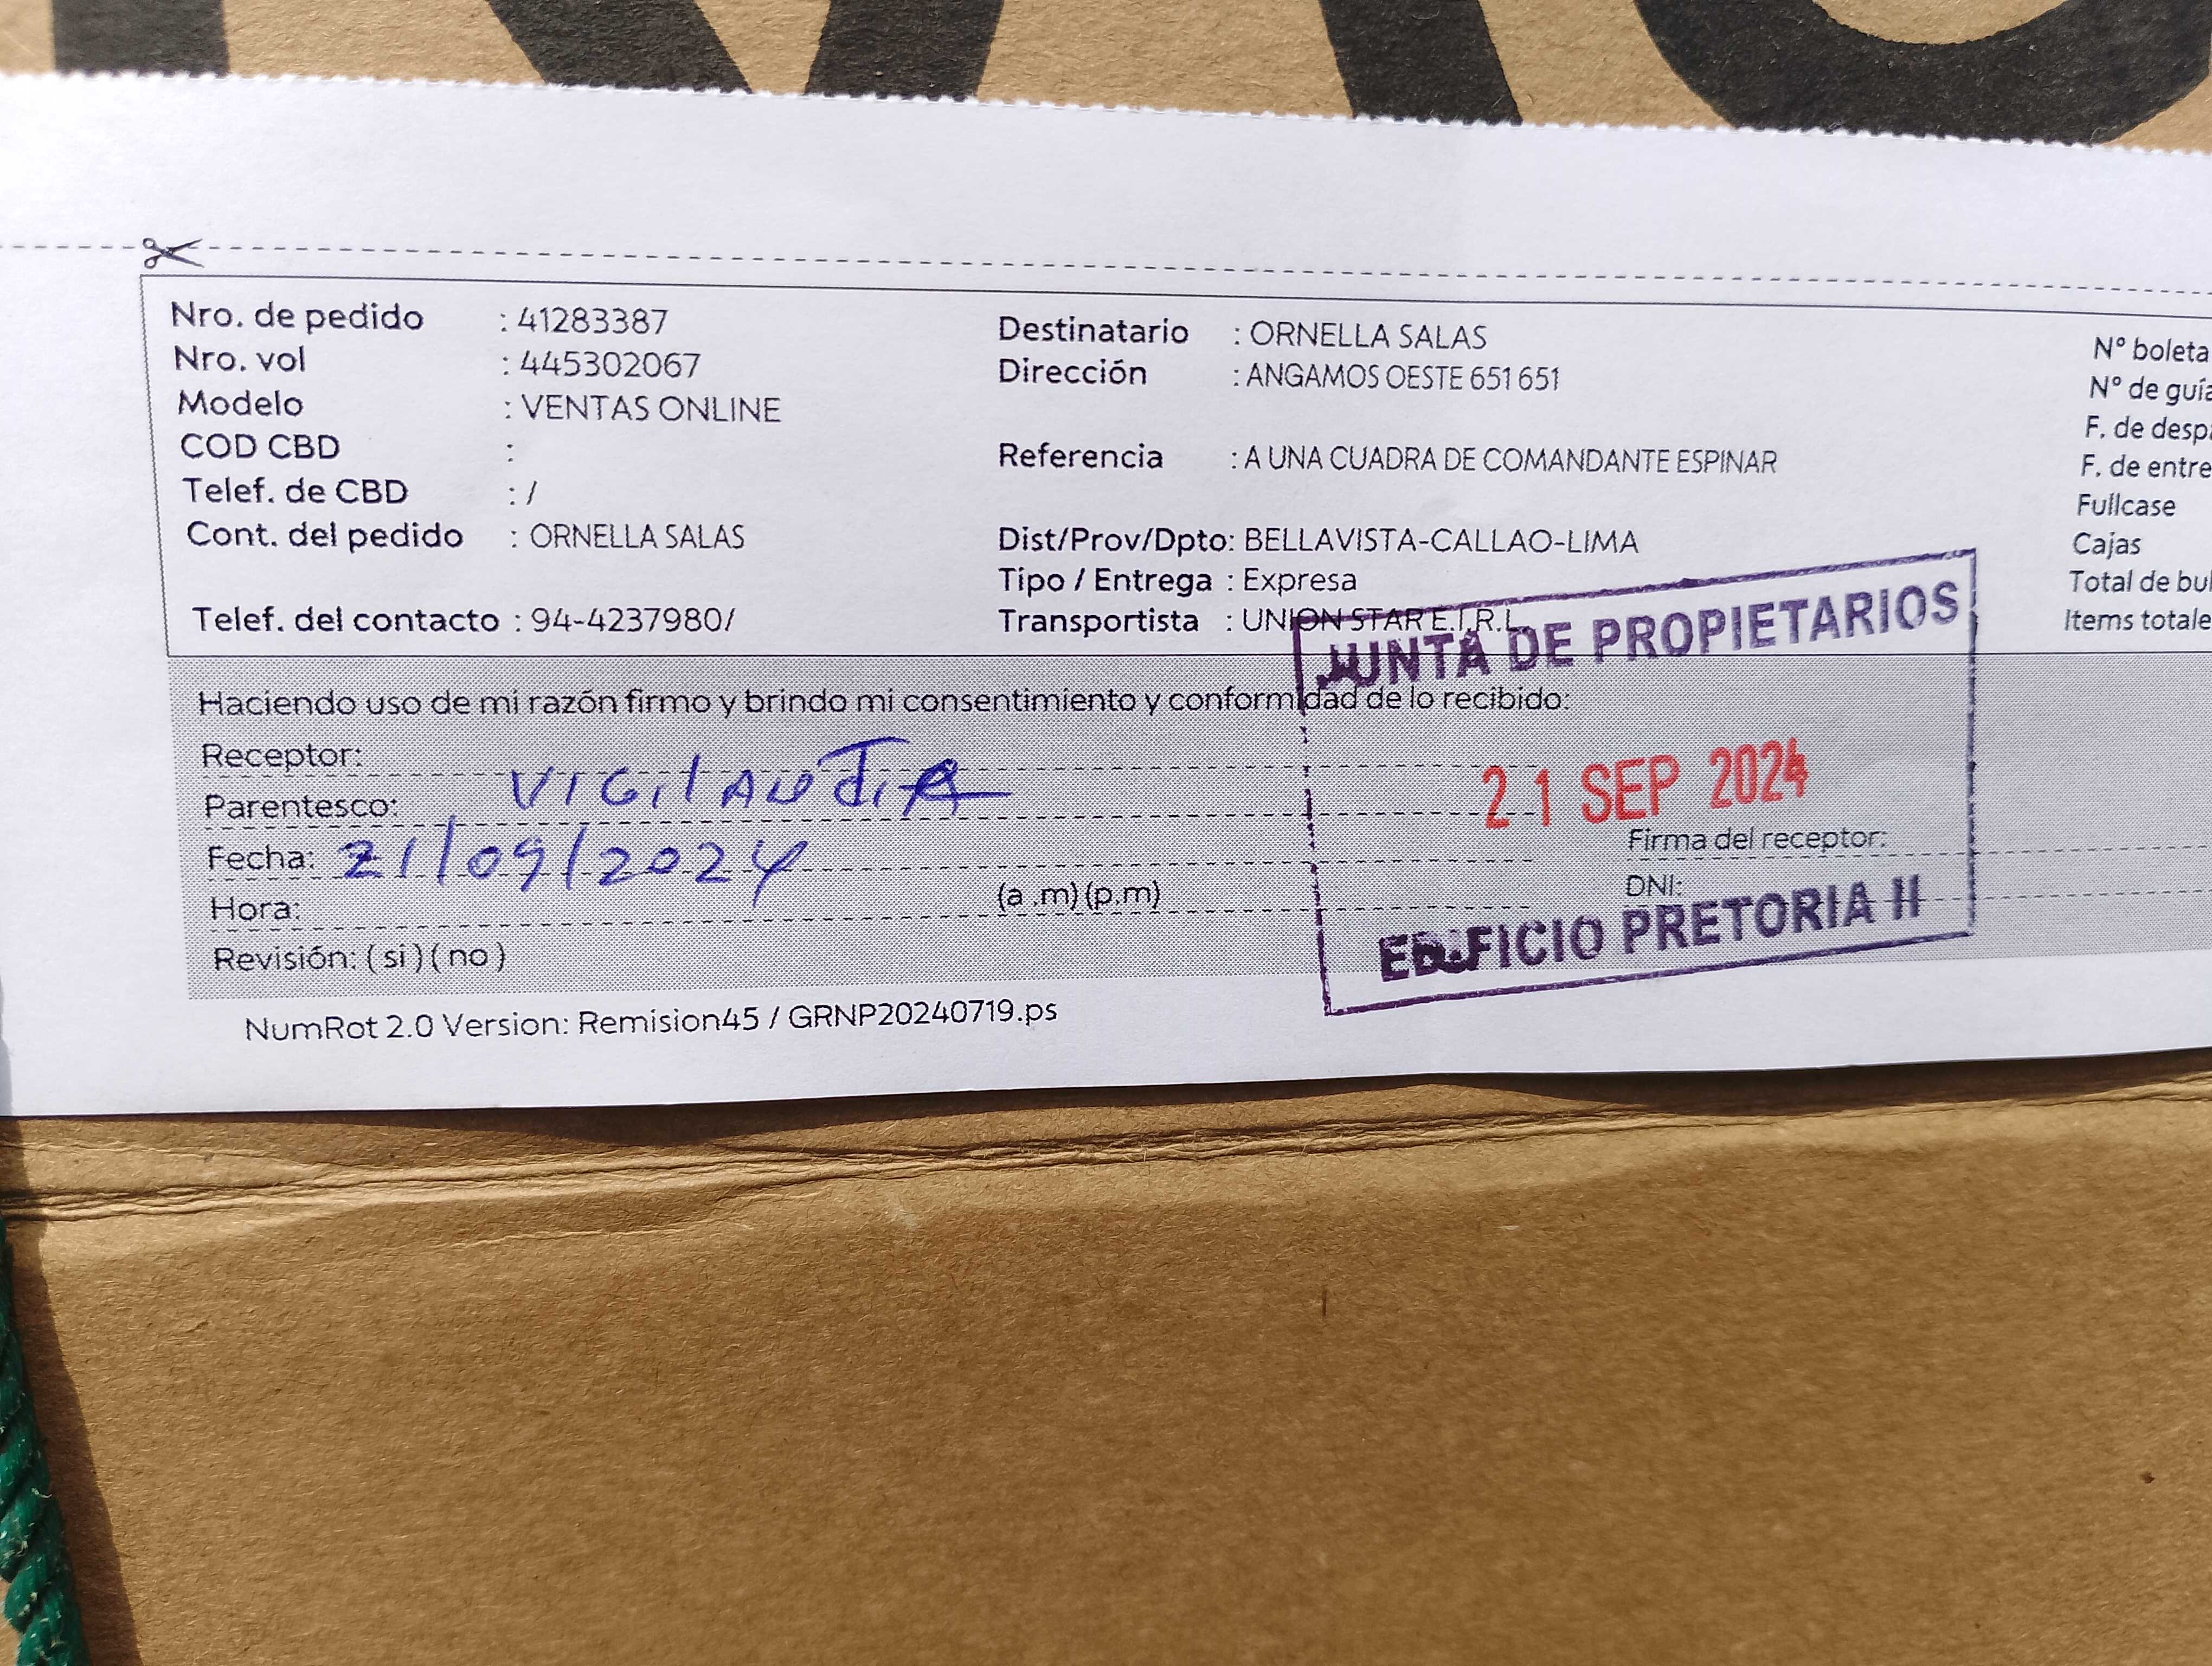 Nro. de pedido : 41283387
Nro. vol : 445302067
Modelo : VENTAS ONLINE
COD CBD :
Telef. de CBD : /
Cont. del pedido : ORNELLA SALAS
Telef. del contacto : 94-4237980/
Destinatario : ORNELLA SALAS
Dirección : ANGAMOS OESTE 651 651
Referencia : A UNA CUADRA DE COMANDANTE ESPINAR
Dist/Prov/Dpto: BELLAVISTA-CALLAO-LIMA
Tipo / Entrega : Expresa
Transportista : UNION STAR E.I.R.L.
N° boleta
N° de guía
F. de desp
F. de entre
Fullcase
Cajas
Total de bul
Items totale
Haciendo uso de mi razón firmo y brindo mi consentimiento y conformidad de lo recibido:
Receptor:
VIGILANCIA
Parentesco:
Fecha: 21/09/2024
Hora: (a .m) (p.m)
Revisión: ( si ) ( no )
JUNTA DE PROPIETARIOS
21 SEP 2024
Firma del receptor:
DNI:
EDIFICIO PRETORIA II
NumRot 2.0 Version: Remision45 / GRNP20240719.ps